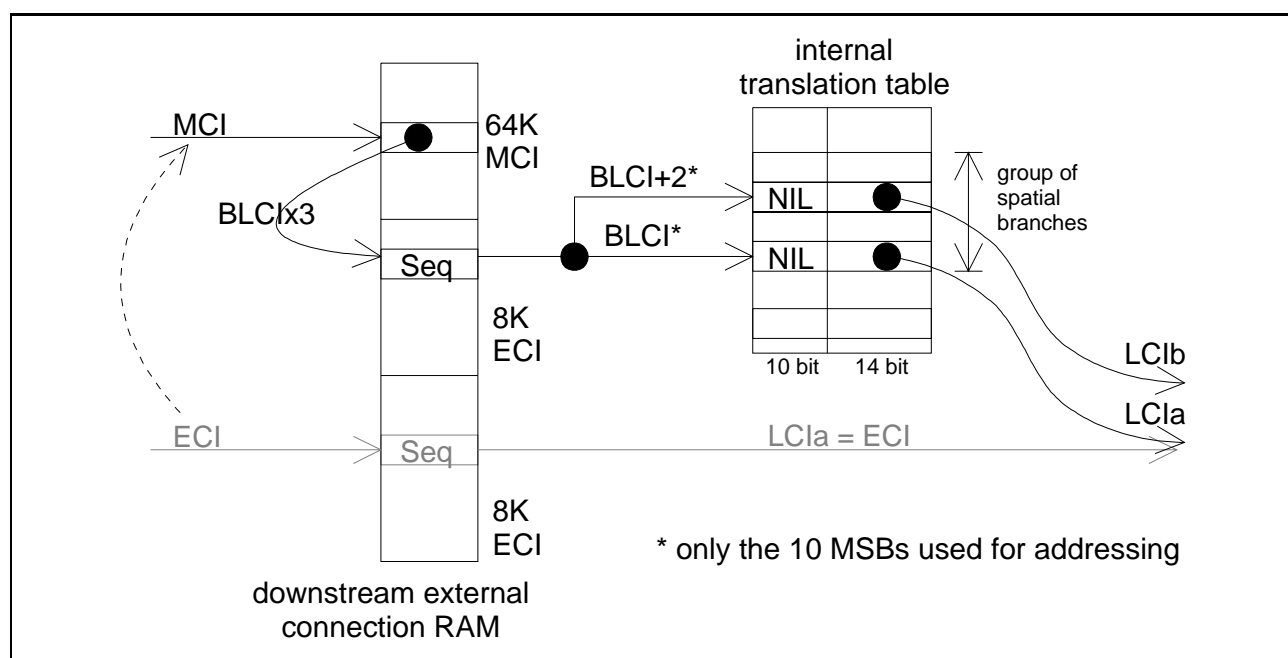 internal
translation table
MCI
64K
MCI
BLCIx3
BLCI+2*
NIL
group of
spatial
branches
BLCI*
Seq
NIL
8K
ECI
10 bit
14 bit
LCIb
LCIa
ECI
Seq
LCIa = ECI
8K
ECI
* only the 10 MSBs used for addressing
downstream external
connection RAM